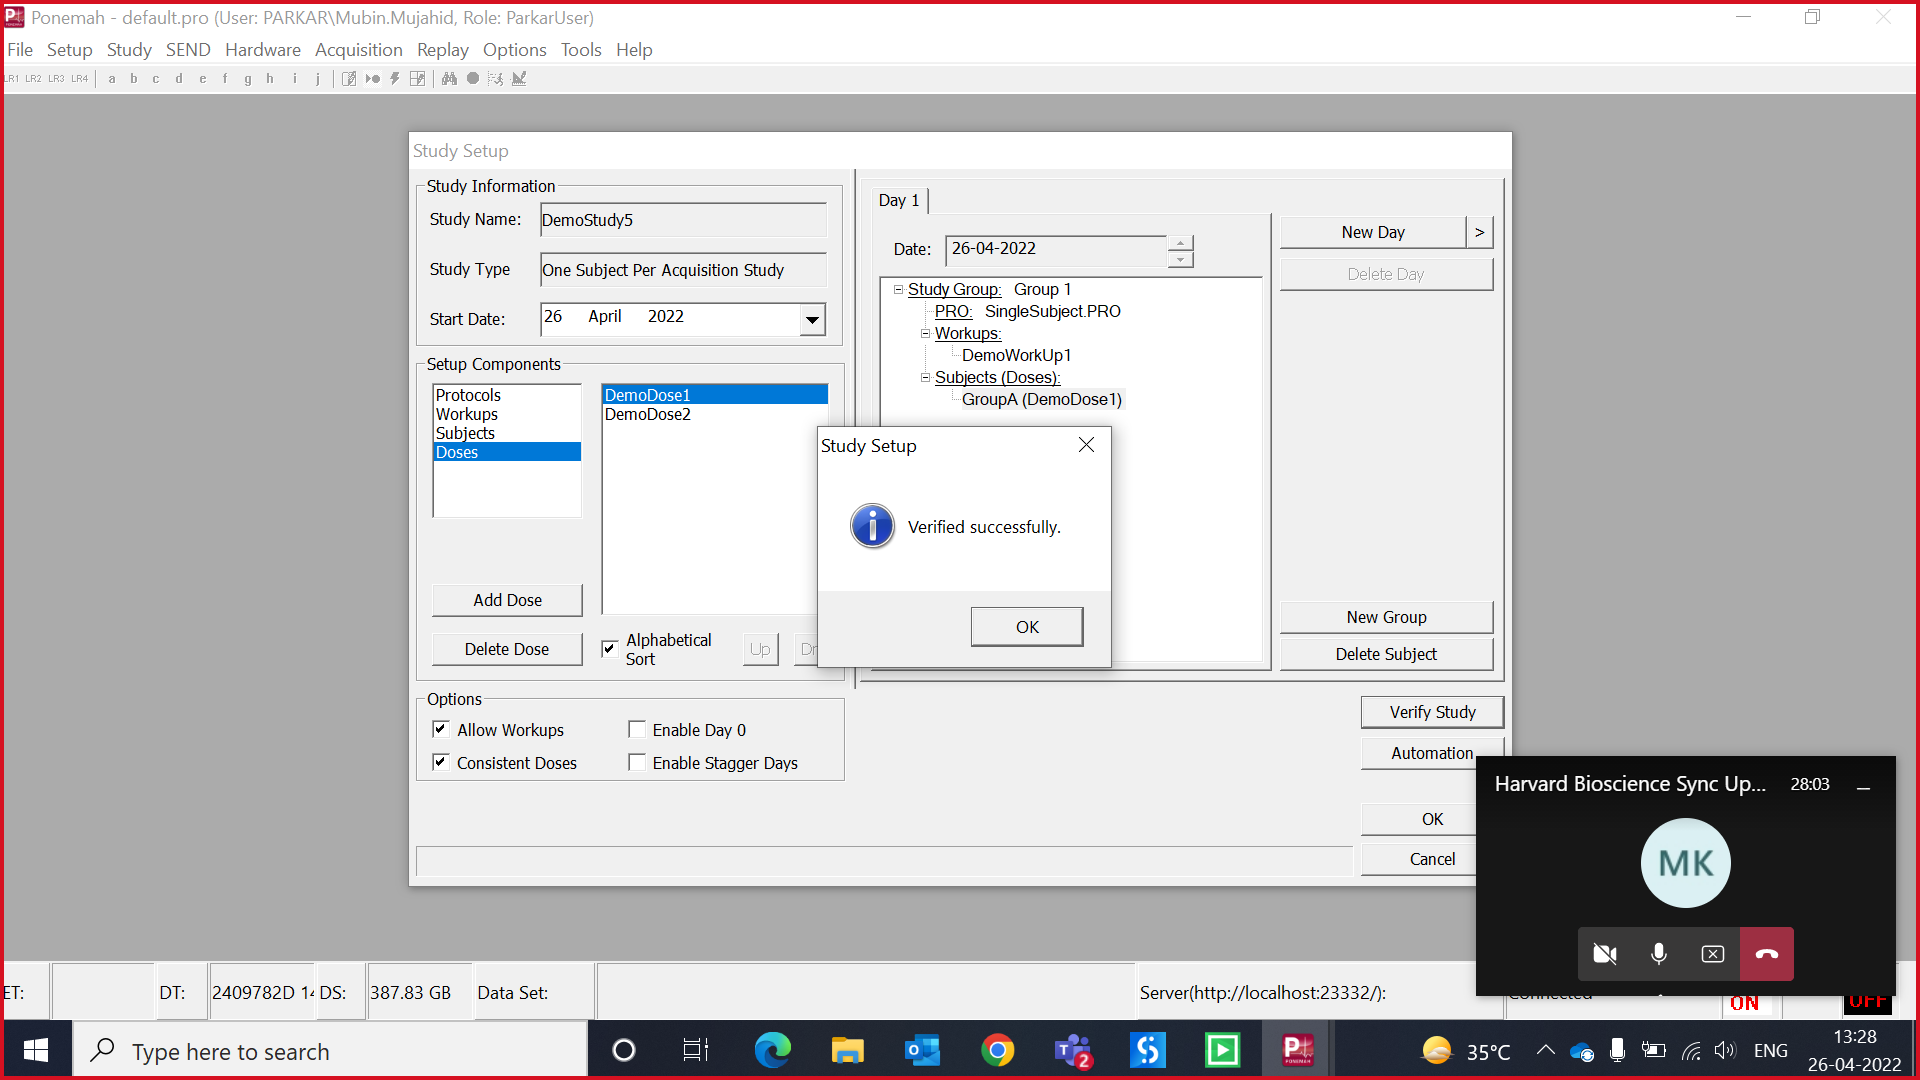 Ponemah - default.pro (User: PARKAR\Mubin.Mujahid, Role: ParkarUser)
File Setup Study SEND Hardware Acquisition Replay Options Tools Help
LR1 LR2 LR3 LR4 a b c d e f g h i j
Study Setup
Study Information
Study Name: DemoStudy5
Study Type One Subject Per Acquisition Study
Start Date: 26 April 2022
Setup Components
Protocols
Workups
Subjects
Doses
DemoDose1
DemoDose2
Add Dose
Delete Dose
Alphabetical
Sort
Up
Options
Allow Workups
Enable Day 0
Consistent Doses
Enable Stagger Days
Day 1
Date: 26-04-2022
Study Group: Group 1
PRO: SingleSubject.PRO
Workups:
DemoWorkUp1
Subjects (Doses):
GroupA (DemoDose1)
New Day >
Delete Day
New Group
Delete Subject
Verify Study
Automation
OK
Cancel
Study Setup
Verified successfully.
OK
Harvard Bioscience Sync Up... 28:03
MK
ET: DT: 2409782D 14 DS: 387.83 GB Data Set: Server(http://localhost:23332/): Connected ON OFF
Type here to search
2
35°C
ENG
13:28
26-04-2022